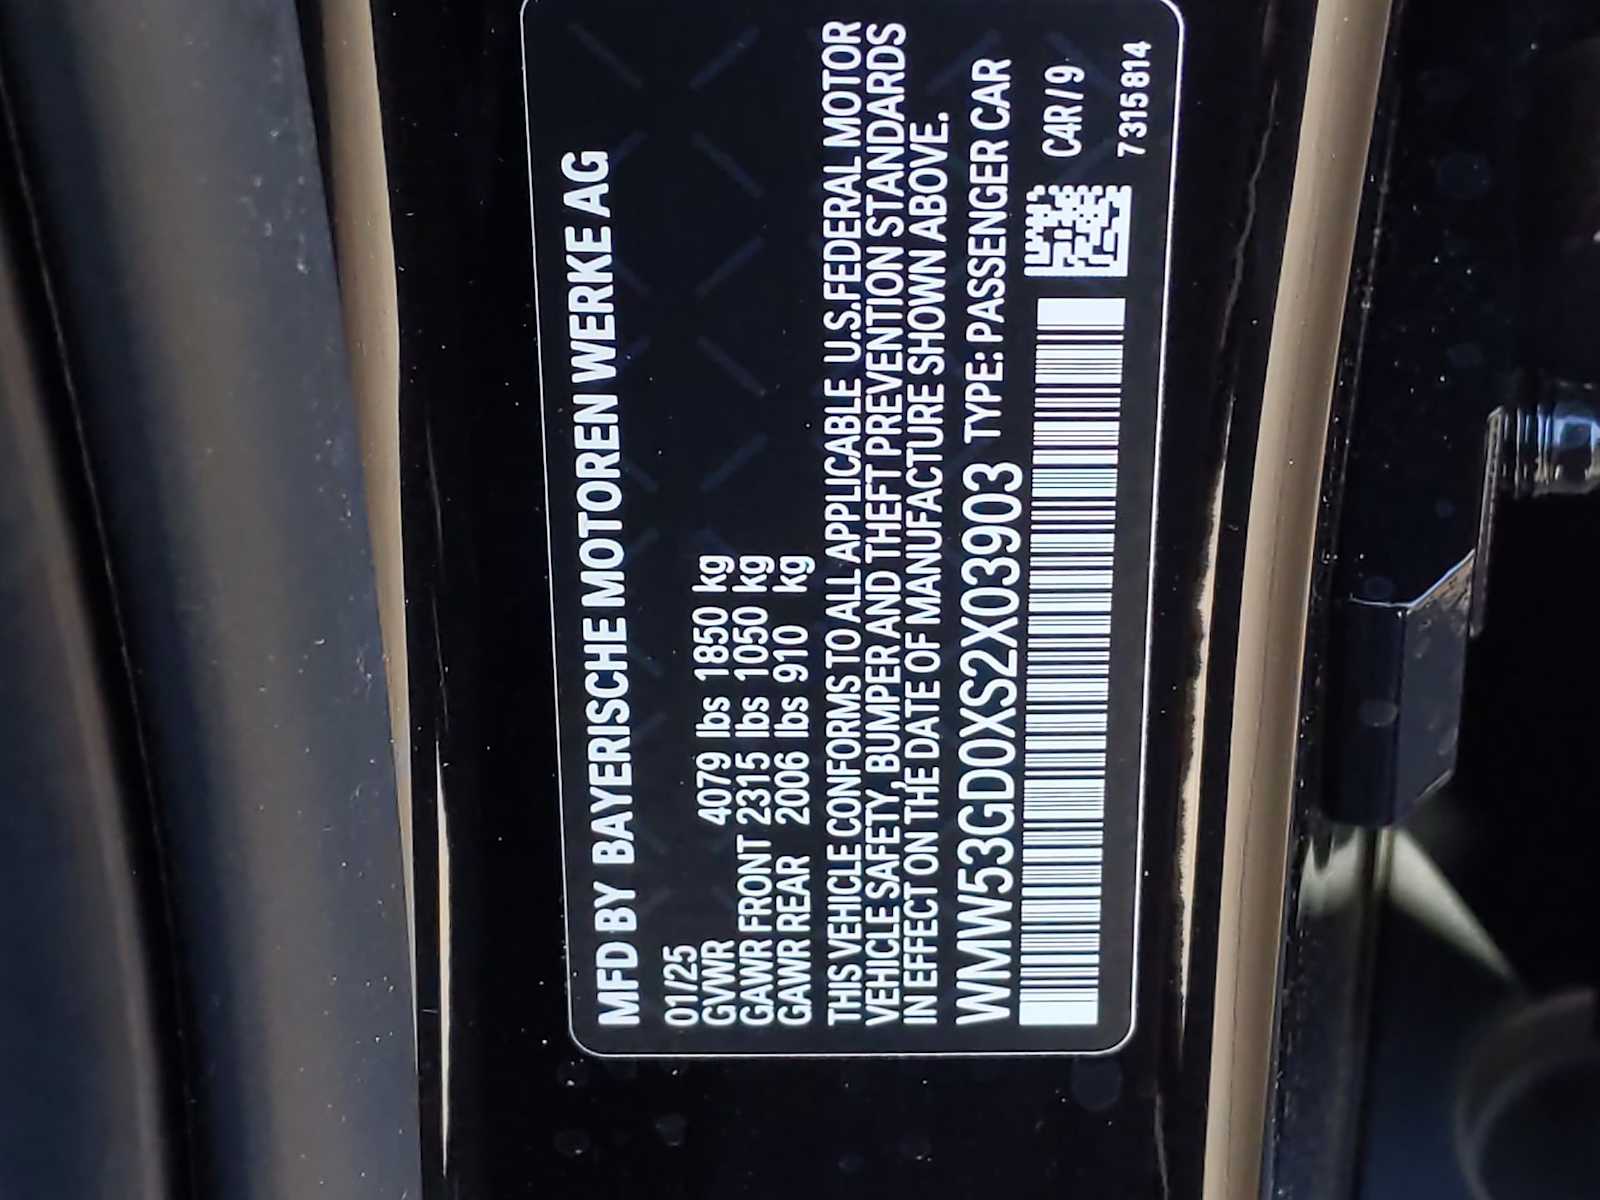 MFD BY BAYERISCHE MOTOREN WERKE AG
01/25
GVWR 4079 lbs 1850 kg
GAWR FRONT 2315 lbs 1050 kg
GAWR REAR 2006 lbs 910 kg
THIS VEHICLE CONFORMS TO ALL APPLICABLE U.S.FEDERAL MOTOR
VEHICLE SAFETY, BUMPER AND THEFT PREVENTION STANDARDS
IN EFFECT ON THE DATE OF MANUFACTURE SHOWN ABOVE.
WMW53GD0XS2X03903 TYPE: PASSENGER CAR
C4R/9
7315814